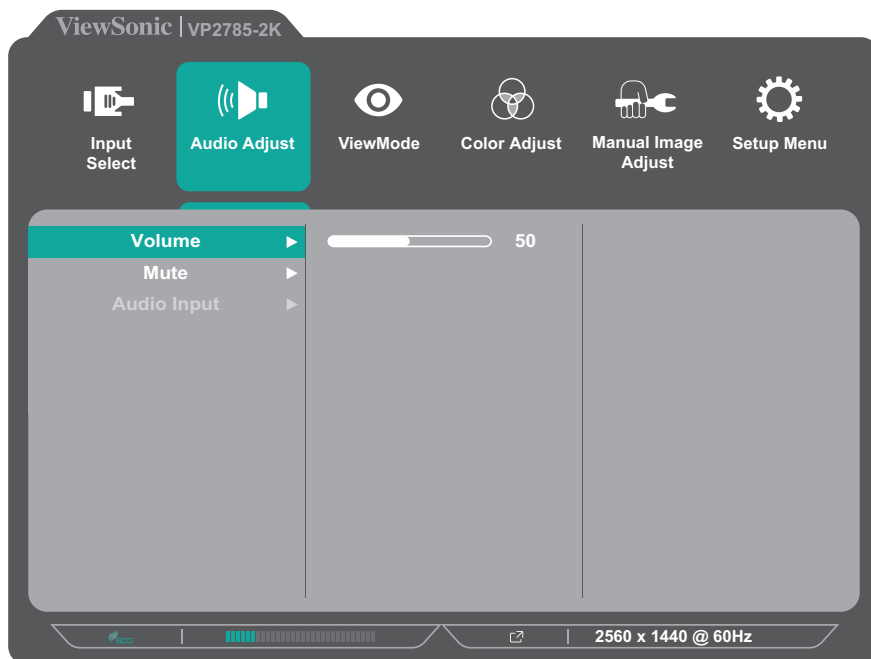 ViewSonic | VP2785-2K
Input
Select
Audio Adjust
ViewMode
Color Adjust
Manual Image
Adjust
Setup Menu
Volume
50
Mute
Audio Input
eco
2560 x 1440 @ 60Hz